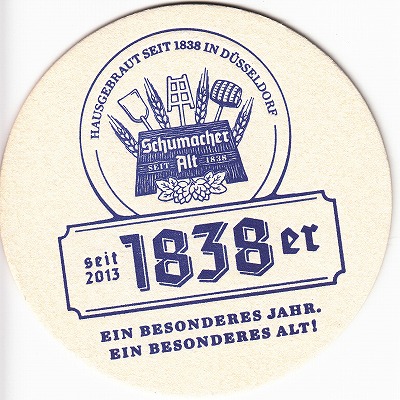 HAUSGEBRAUT SEIT 1838 IN DÜSSELDORF
Schumacher
Alt
SEIT 1838
seit
2013
1838er
EIN BESONDERES JAHR.
EIN BESONDERES ALT!